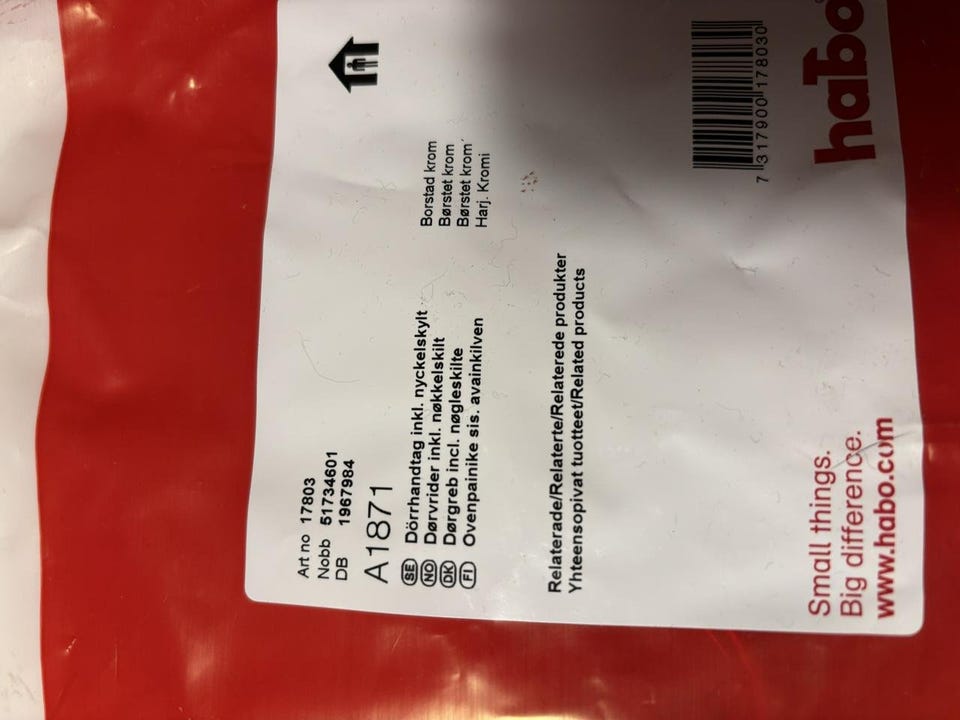 Art no 17803
Nobb 51734601
DB 1967984
A1871
SE Dörrhandtag inkl. nyckelskylt Borstad krom
NO Dørvrider inkl. nøkkelskilt Børstet krom
DK Dørgreb incl. nøgleskilte Børstet krom
FI Ovenpainike sis. avainkilven Harj. Kromi
Relaterade/Relaterte/Relaterede produkter
Yhteensopivat tuotteet/Related products
Small things.
Big difference.
www.habo.com
7 317900 178030
habo